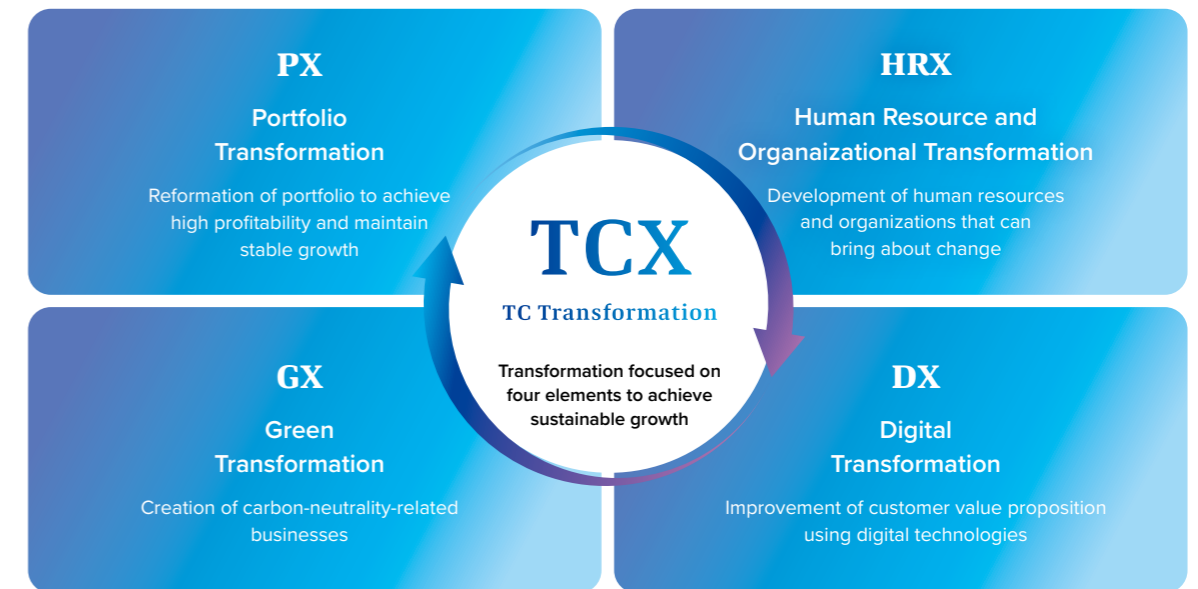 PX
Portfolio
Transformation
Reformation of portfolio to achieve
high profitability and maintain
stable growth
HRX
Human Resource and
Organaizational Transformation
Development of human resources
and organizations that can
bring about change
TCX
TC Transformation
Transformation focused on
four elements to achieve
sustainable growth
GX
Green
Transformation
Creation of carbon-neutrality-related
businesses
DX
Digital
Transformation
Improvement of customer value proposition
using digital technologies